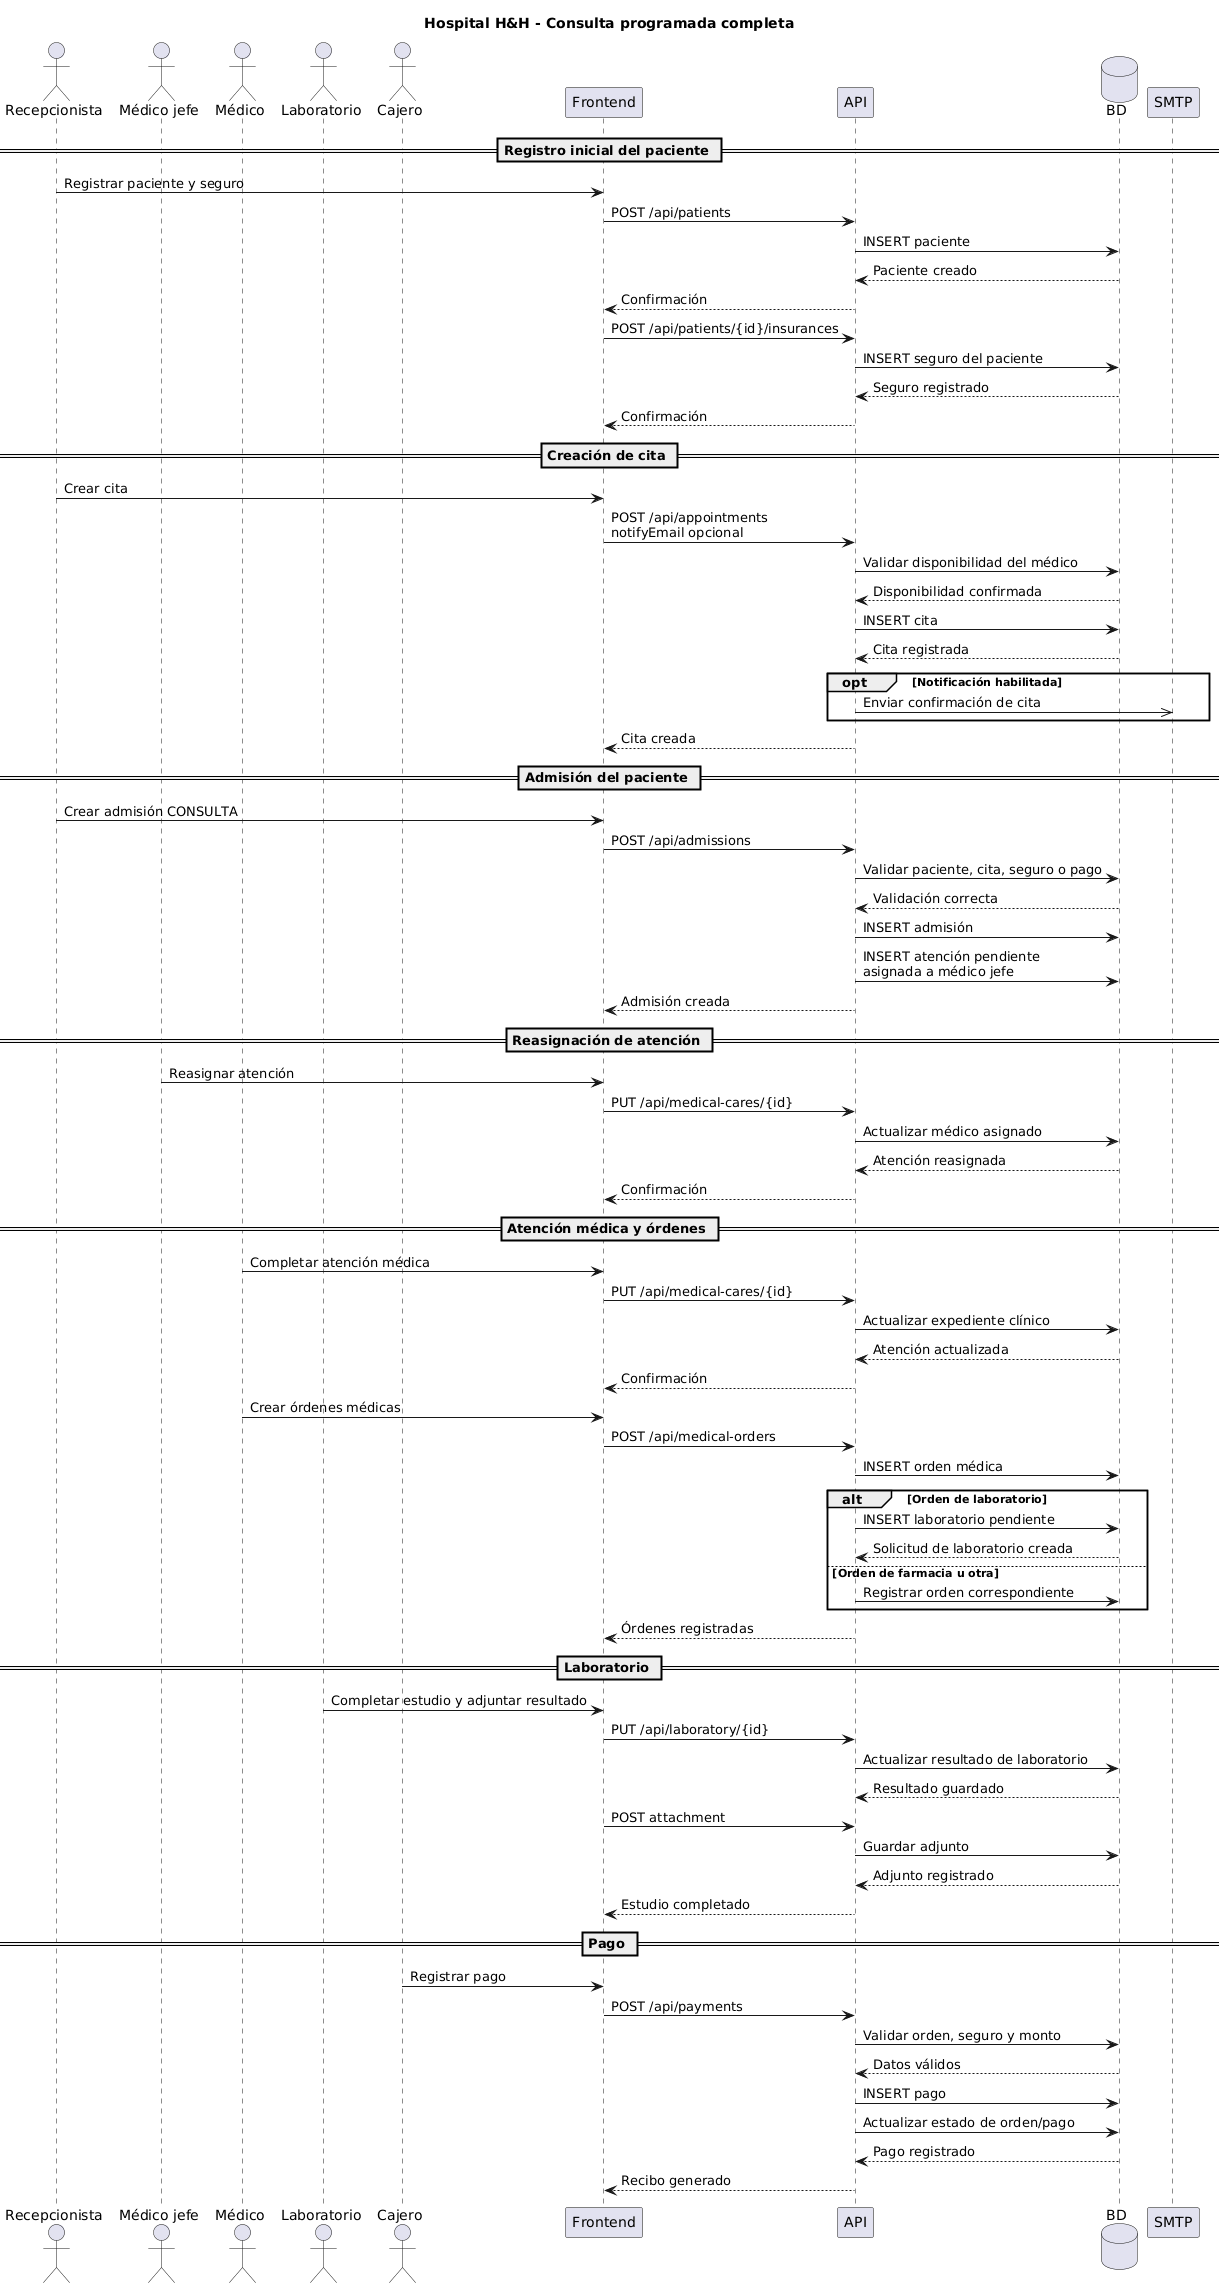 Hospital H&H - Consulta programada completa
Recepcionista
Médico jefe
Médico
Laboratorio
Cajero
Frontend
API
BD
SMTP
Registro inicial del paciente
Registrar paciente y seguro
POST /api/patients
INSERT paciente
Paciente creado
Confirmación
POST /api/patients/{id}/insurances
INSERT seguro del paciente
Seguro registrado
Confirmación
Creación de cita
Crear cita
POST /api/appointments
notifyEmail opcional
Validar disponibilidad del médico
Disponibilidad confirmada
INSERT cita
Cita registrada
opt [Notificación habilitada]
Enviar confirmación de cita
Cita creada
Admisión del paciente
Crear admisión CONSULTA
POST /api/admissions
Validar paciente, cita, seguro o pago
Validación correcta
INSERT admisión
INSERT atención pendiente
asignada a médico jefe
Admisión creada
Reasignación de atención
Reasignar atención
PUT /api/medical-cares/{id}
Actualizar médico asignado
Atención reasignada
Confirmación
Atención médica y órdenes
Completar atención médica
PUT /api/medical-cares/{id}
Actualizar expediente clínico
Atención actualizada
Confirmación
Crear órdenes médicas
POST /api/medical-orders
INSERT orden médica
alt [Orden de laboratorio]
INSERT laboratorio pendiente
Solicitud de laboratorio creada
[Orden de farmacia u otra]
Registrar orden correspondiente
Órdenes registradas
Laboratorio
Completar estudio y adjuntar resultado
PUT /api/laboratory/{id}
Actualizar resultado de laboratorio
Resultado guardado
POST attachment
Guardar adjunto
Adjunto registrado
Estudio completado
Pago
Registrar pago
POST /api/payments
Validar orden, seguro y monto
Datos válidos
INSERT pago
Actualizar estado de orden/pago
Pago registrado
Recibo generado
Recepcionista
Médico jefe
Médico
Laboratorio
Cajero
Frontend
API
BD
SMTP